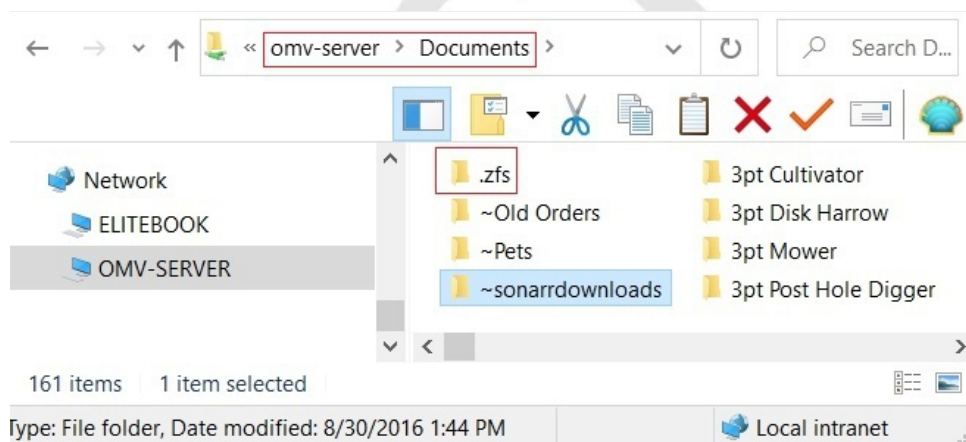 « omv-server > Documents >
Search D...
Network
ELITEBOOK
OMV-SERVER
.zfs
~Old Orders
~Pets
~sonarrdownloads
3pt Cultivator
3pt Disk Harrow
3pt Mower
3pt Post Hole Digger
161 items 1 item selected
Type: File folder, Date modified: 8/30/2016 1:44 PM
Local intranet